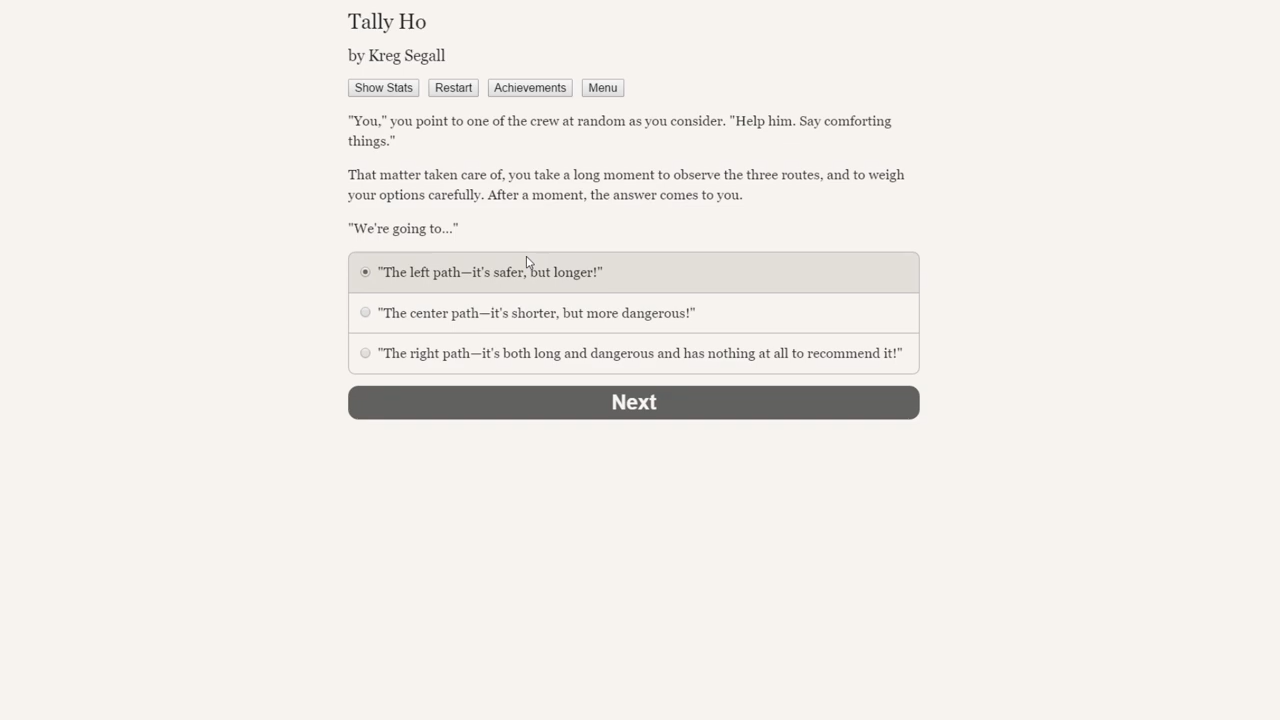 Tally Ho
by Kreg Segall
Show Stats Restart Achievements Menu
"You," you point to one of the crew at random as you consider. "Help him. Say comforting
things."
That matter taken care of, you take a long moment to observe the three routes, and to weigh
your options carefully. After a moment, the answer comes to you.
"We're going to..."
"The left path—it's safer, but longer!"
"The center path—it's shorter, but more dangerous!"
"The right path—it's both long and dangerous and has nothing at all to recommend it!"
Next